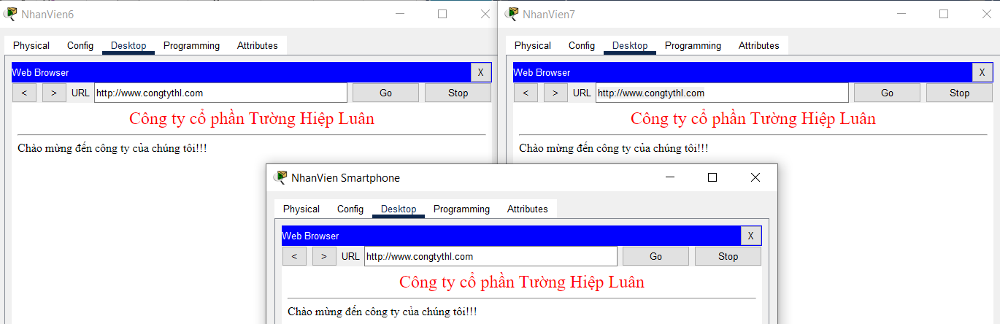 NhanVien6
Physical Config Desktop Programming Attributes
Web Browser X
< > URL http://www.congtythl.com Go Stop
Công ty cổ phần Tường Hiệp Luân
Chào mừng đến công ty của chúng tôi!!!
NhanVien7
Physical Config Desktop Programming Attributes
Web Browser X
< > URL http://www.congtythl.com Go Stop
Công ty cổ phần Tường Hiệp Luân
Chào mừng đến công ty của chúng tôi!!!
NhanVien Smartphone
Physical Config Desktop Programming Attributes
Web Browser X
< > URL http://www.congtythl.com Go Stop
Công ty cổ phần Tường Hiệp Luân
Chào mừng đến công ty của chúng tôi!!!